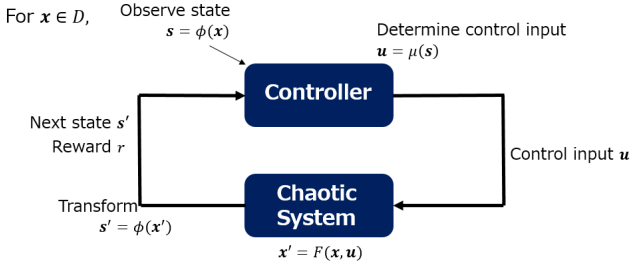 For 𝒙 ∈ D,
Observe state
𝒔 = ϕ(𝒙)
Determine control input
𝒖 = μ(𝒔)
Controller
Next state 𝒔′
Reward r
Control input 𝒖
Chaotic
System
Transform
𝒔′ = ϕ(𝒙′)
𝒙′ = F(𝒙, 𝒖)